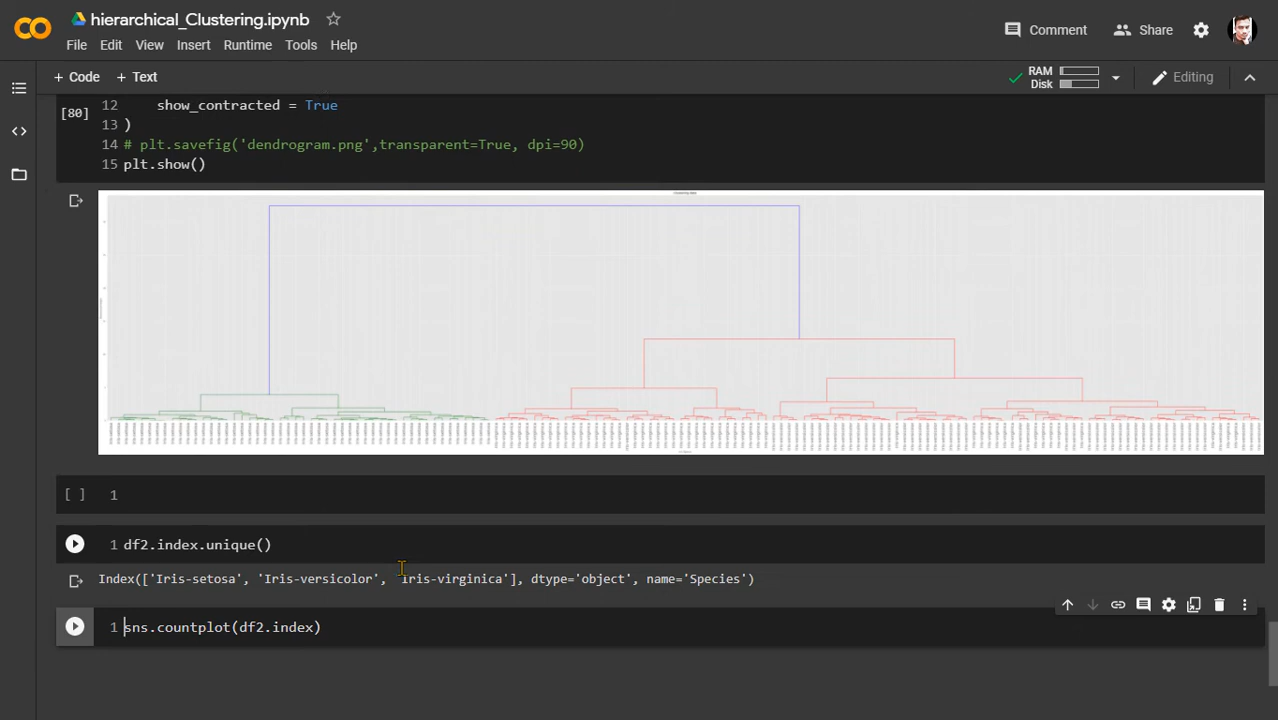 hierarchical_Clustering.ipynb
Comment
Share
File Edit View Insert Runtime Tools Help
+ Code + Text
RAM
Disk
Editing
[80]
12 show_contracted = True
13 )
14 # plt.savefig('dendrogram.png',transparent=True, dpi=90)
15 plt.show()
[ ] 1
1 df2.index.unique()
Index(['Iris-setosa', 'Iris-versicolor', 'Iris-virginica'], dtype='object', name='Species')
1 sns.countplot(df2.index)